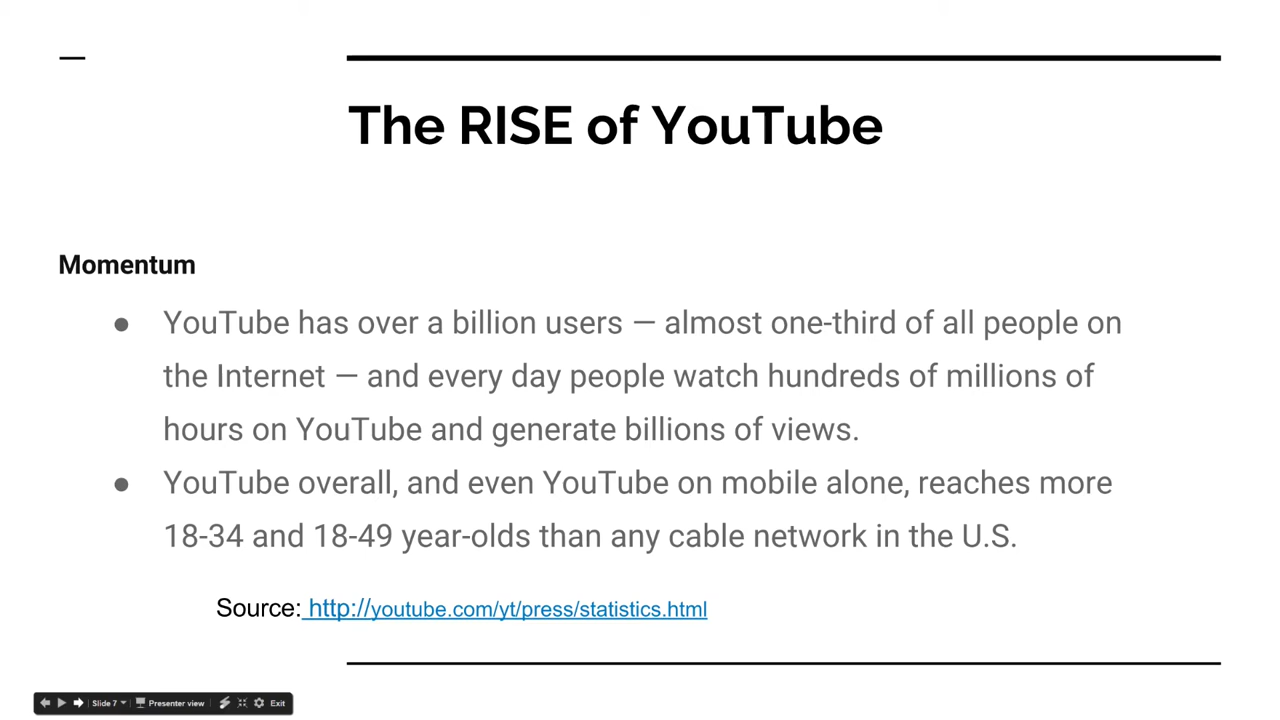 The RISE of YouTube
Momentum
● YouTube has over a billion users — almost one-third of all people on
the Internet — and every day people watch hundreds of millions of
hours on YouTube and generate billions of views.
● YouTube overall, and even YouTube on mobile alone, reaches more
18-34 and 18-49 year-olds than any cable network in the U.S.
Source: http://youtube.com/yt/press/statistics.html
Slide 7 Presenter view Exit